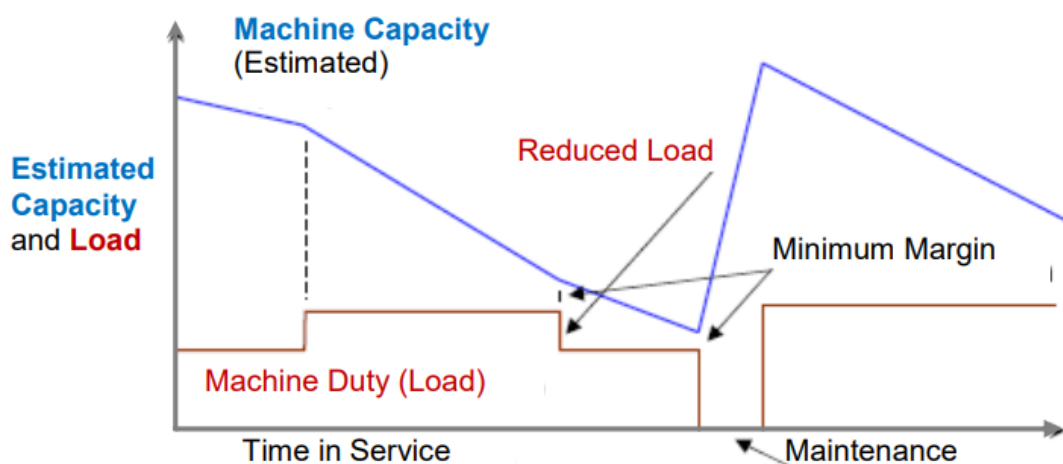 Machine Capacity
(Estimated)
Reduced Load
Estimated
Capacity
and Load
Minimum Margin
Machine Duty (Load)
Time in Service
Maintenance